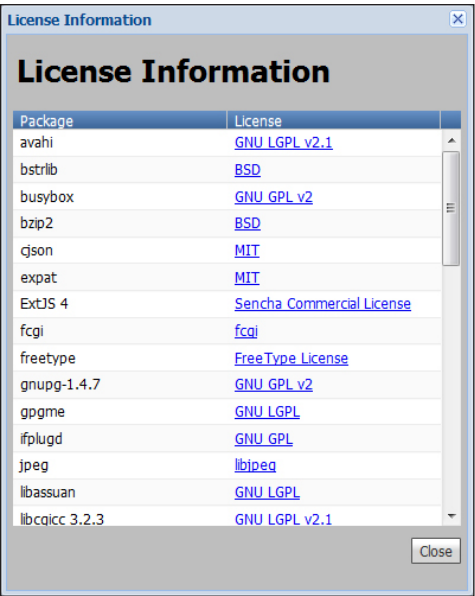 License Information
License Information
Package License
avahi GNU LGPL v2.1
bstrlib BSD
busybox GNU GPL v2
bzip2 BSD
cjson MIT
expat MIT
ExtJS 4 Sencha Commercial License
fcgi fcgi
freetype FreeType License
gnupg-1.4.7 GNU GPL v2
gpgme GNU LGPL
ifplugd GNU GPL
jpeg libjpeg
libassuan GNU LGPL
libcgicc 3.2.3 GNU LGPL v2.1
Close